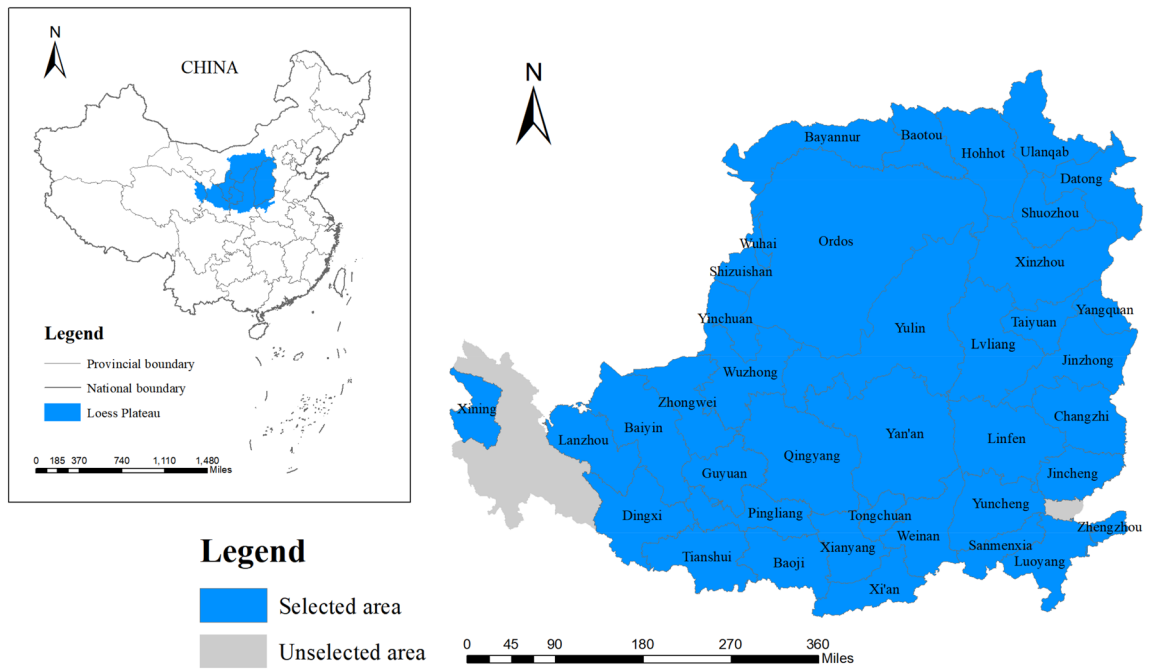 N
CHINA
Legend
Provincial boundary
National boundary
Loess Plateau
0 185 370 740 1,110 1,480
Miles
N
Bayannur
Baotou
Hohhot
Ulanqab
Datong
Shuozhou
Wuhai
Ordos
Shizuishan
Xinzhou
Yinchuan
Yulin
Taiyuan
Yangquan
Lvliang
Jinzhong
Wuzhong
Xining
Zhongwei
Lanzhou
Baiyin
Yan'an
Linfen
Changzhi
Qingyang
Guyuan
Jincheng
Dingxi
Pingliang
Tongchuan
Yuncheng
Zhengzhou
Tianshui
Baoji
Xianyang
Weinan
Sanmenxia
Luoyang
Xi'an
Legend
Selected area
Unselected area
0 45 90 180 270 360
Miles